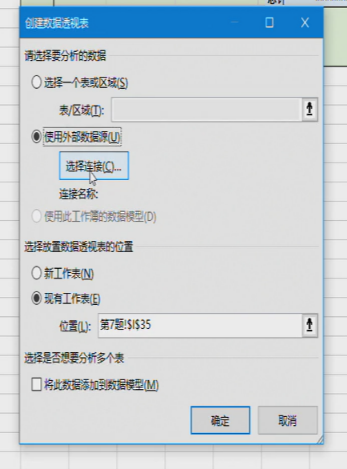 创建数据透视表
请选择要分析的数据
选择一个表或区域(S)
表/区域(T):
使用外部数据源(U)
选择连接(C)...
连接名称:
使用此工作簿的数据模型(D)
选择放置数据透视表的位置
新工作表(N)
现有工作表(E)
位置(L): 第7题!$I$35
选择是否想要分析多个表
将此数据添加到数据模型(M)
确定 取消